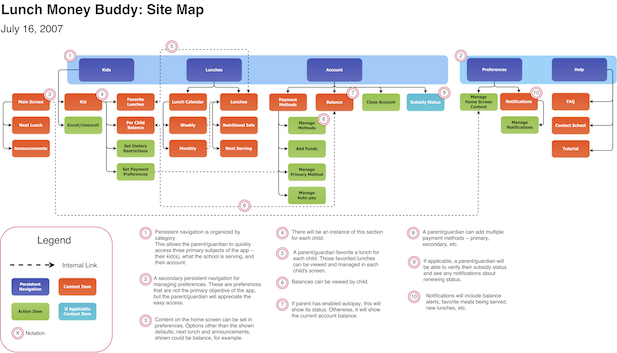 Lunch Money Buddy: Site Map
July 16, 2007
1
5
2
Kids
Lunches
Account
Preferences
Help
3
4
7
9
10
Main Screen
Kid
Favorite
Lunches
Lunch Calendar
Lunches
Payment
Methods
Balance
Close Account
Subsidy Status
Manage
Home Screen
Content
Notifications
FAQ
8
Next Lunch
Enroll/Unenroll
Per Child
Balance
Weekly
Nutritional Info
Manage
Methods
Manage
Notifications
Contact School
Announcements
Set Dietary
Restrictions
Monthly
Next Serving
Add Funds
Tutorial
Set Payment
Preferences
Manage
Primary Method
Manage
Auto-pay
6
Legend
Internal Link
Persistent
Navigation
Content Item
Action Item
If Applicable
Content Item
X
Notation
1
Persistent navigation is organized by
category.
This allows the parent/guardian to quickly
access three primary subjects of the app –
their kid(s), what the school is serving, and
their account.
2
A secondary persistent navigation for
managing preferences. These are preferences
that are not the primary objective of the app,
but the parent/guardian will appreciate the
easy access.
3
Content on the home screen can be set in
preferences. Options other than the shown
defaults, next lunch and announcements,
shown could be balance, for example.
4
There will be an instance of this section
for each child.
5
A parent/guardian favorite a lunch for
each child. Those favorited lunches
can be viewed and managed in each
child's screen.
6
Balances can be viewed by child.
7
If parent has enabled autopay, this will
show its status. Otherwise, it will show
the current account balance.
8
A parent/guardian can add multiple
payment methods – primary,
secondary, etc.
9
If applicable, a parent/guardian will
be able to verify their subsidy status
and see any notifications about
renewing status.
10
Notifications will include balance
alerts, favorite meals being served,
new lunches, etc.